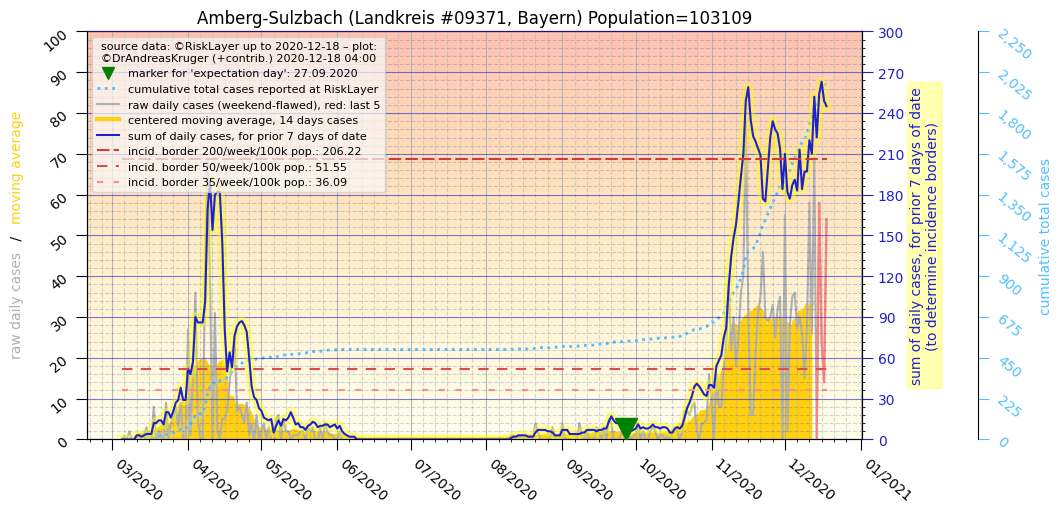 Amberg-Sulzbach (Landkreis #09371, Bayern) Population=103109
source data: ©RiskLayer up to 2020-12-18 – plot:
©DrAndreasKruger (+contrib.) 2020-12-18 04:00
marker for 'expectation day': 27.09.2020
cumulative total cases reported at RiskLayer
raw daily cases (weekend-flawed), red: last 5
centered moving average, 14 days cases
sum of daily cases, for prior 7 days of date
incid. border 200/week/100k pop.: 206.22
incid. border 50/week/100k pop.: 51.55
incid. border 35/week/100k pop.: 36.09
raw daily cases / moving average
100
90
80
70
60
50
40
30
20
10
0
03/2020
04/2020
05/2020
06/2020
07/2020
08/2020
09/2020
10/2020
11/2020
12/2020
01/2021
300
270
240
210
180
150
120
90
60
30
0
sum of daily cases, for prior 7 days of date
(to determine incidence borders)
2,250
2,025
1,800
1,575
1,350
1,125
900
675
450
225
0
cumulative total cases